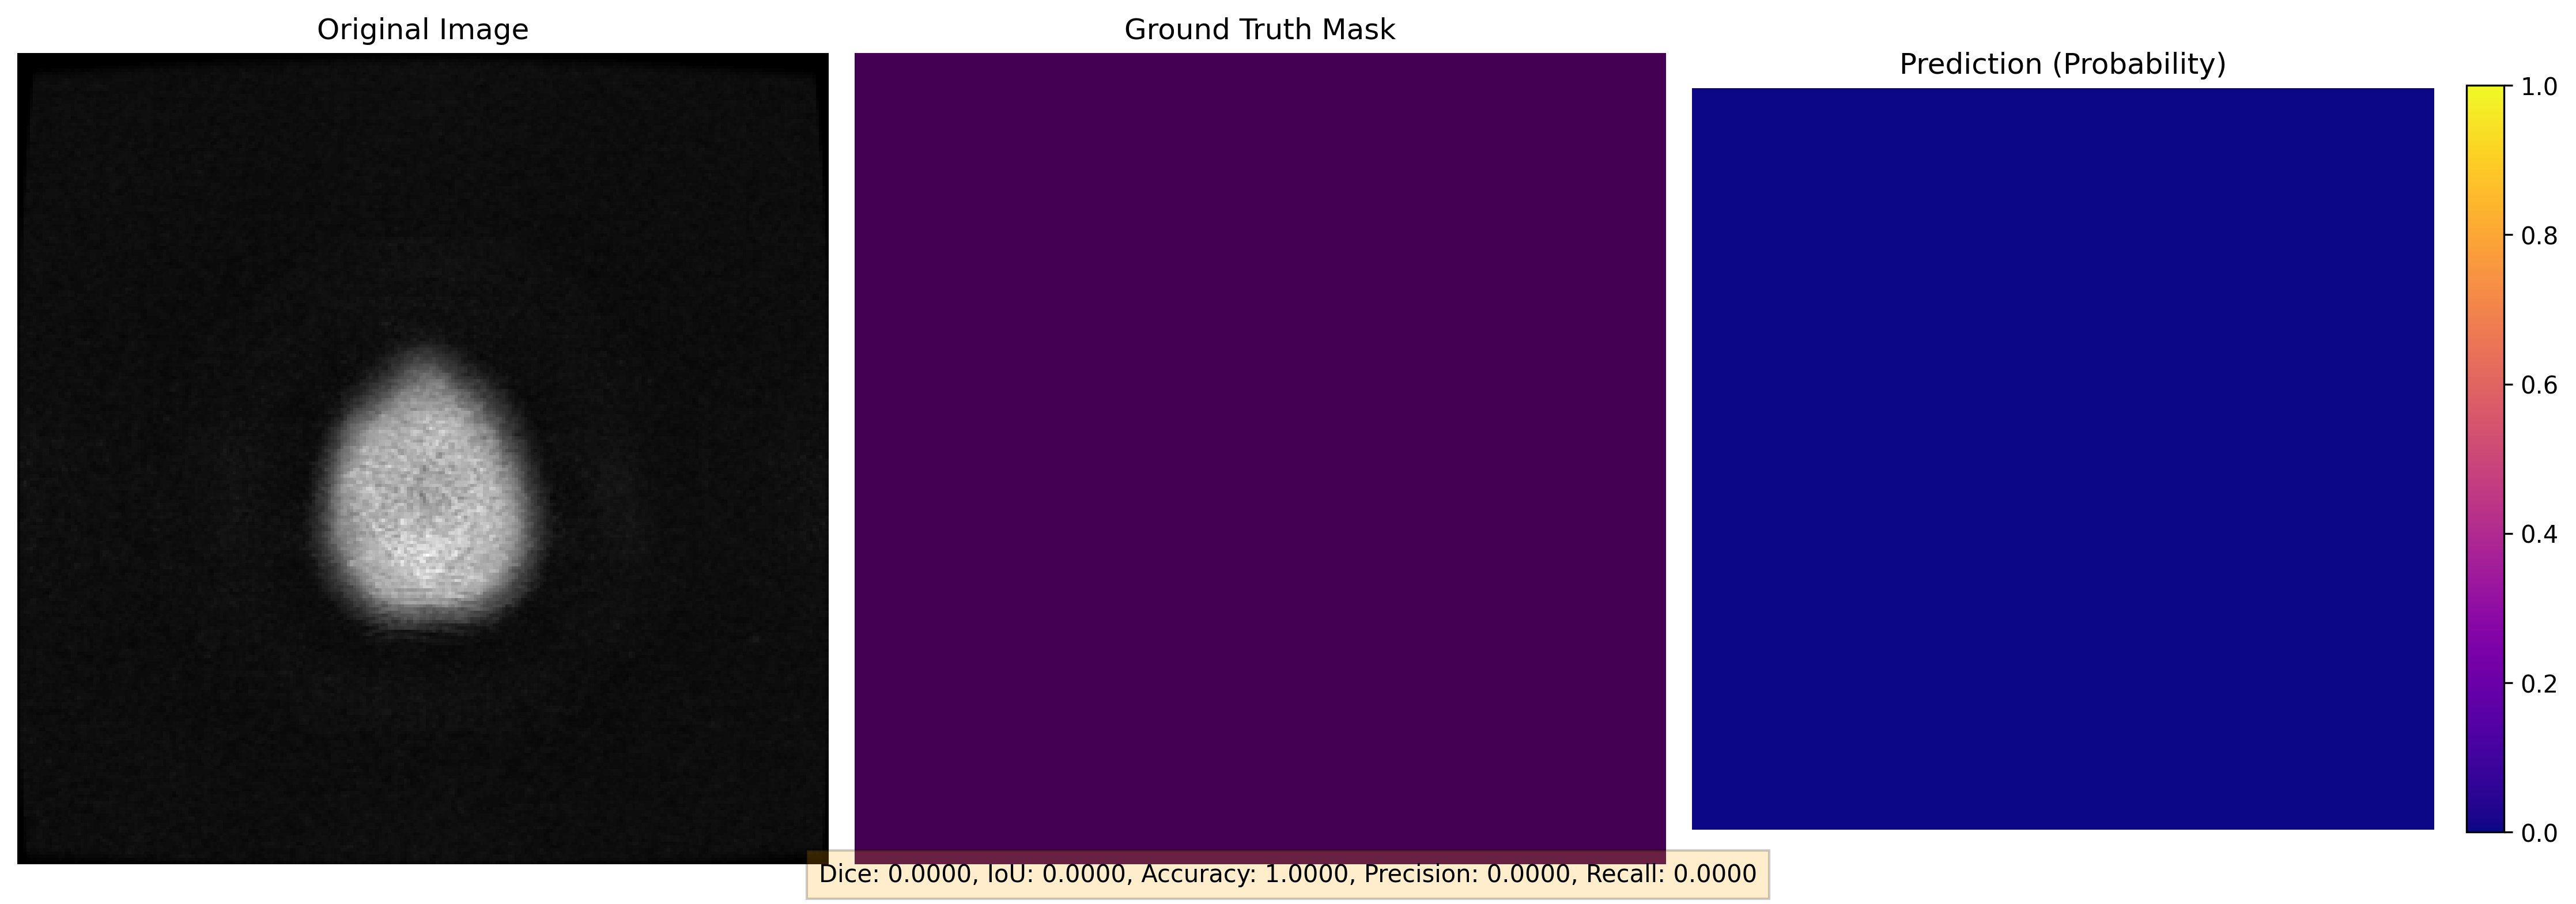 Original Image
Ground Truth Mask
Prediction (Probability)
1.0
0.8
0.6
0.4
0.2
0.0
Dice: 0.0000, IoU: 0.0000, Accuracy: 1.0000, Precision: 0.0000, Recall: 0.0000